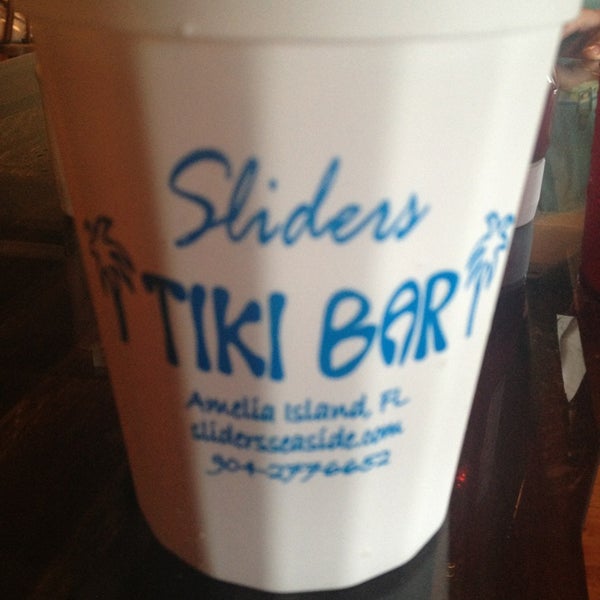 Sliders
TIKI BAR
Amelia Island, FL
slidersseaside.com
904-2776652